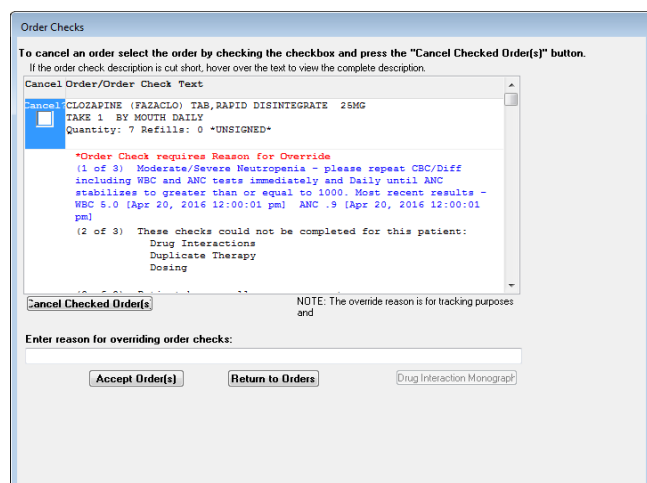 Order Checks
To cancel an order select the order by checking the checkbox and press the "Cancel Checked Order(s)" button.
If the order check description is cut short, hover over the text to view the complete description.
Cancel Order/Order Check Text
Cancel? CLOZAPINE (FAZACLO) TAB,RAPID DISINTEGRATE 25MG
TAKE 1 BY MOUTH DAILY
Quantity: 7 Refills: 0 *UNSIGNED*
*Order Check requires Reason for Override
(1 of 3) Moderate/Severe Neutropenia - please repeat CBC/Diff
including WBC and ANC tests immediately and Daily until ANC
stabilizes to greater than or equal to 1000. Most recent results -
WBC 5.0 [Apr 20, 2016 12:00:01 pm] ANC .9 [Apr 20, 2016 12:00:01
pm]
(2 of 3) These checks could not be completed for this patient:
Drug Interactions
Duplicate Therapy
Dosing
Cancel Checked Order(s)
NOTE: The override reason is for tracking purposes
and
Enter reason for overriding order checks:
Accept Order(s)
Return to Orders
Drug Interaction Monograph